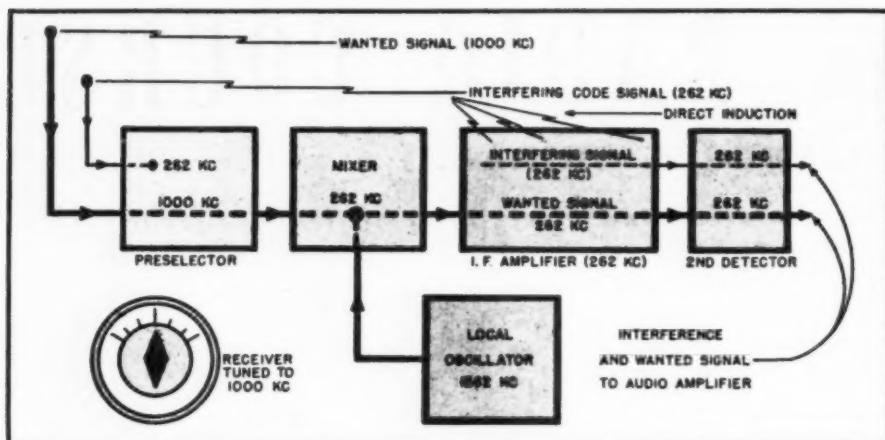 WANTED SIGNAL (1000 KC)
INTERFERING CODE SIGNAL (262 KC)
DIRECT INDUCTION
262 KC
1000 KC
PRESELECTOR
MIXER
262 KC
INTERFERING SIGNAL
(262 KC)
WANTED SIGNAL
262 KC
I.F. AMPLIFIER (262 KC)
262 KC
262 KC
2ND DETECTOR
RECEIVER
TUNED TO
1000 KC
LOCAL
OSCILLATOR
KC
INTERFERENCE
AND WANTED SIGNAL
TO AUDIO AMPLIFIER